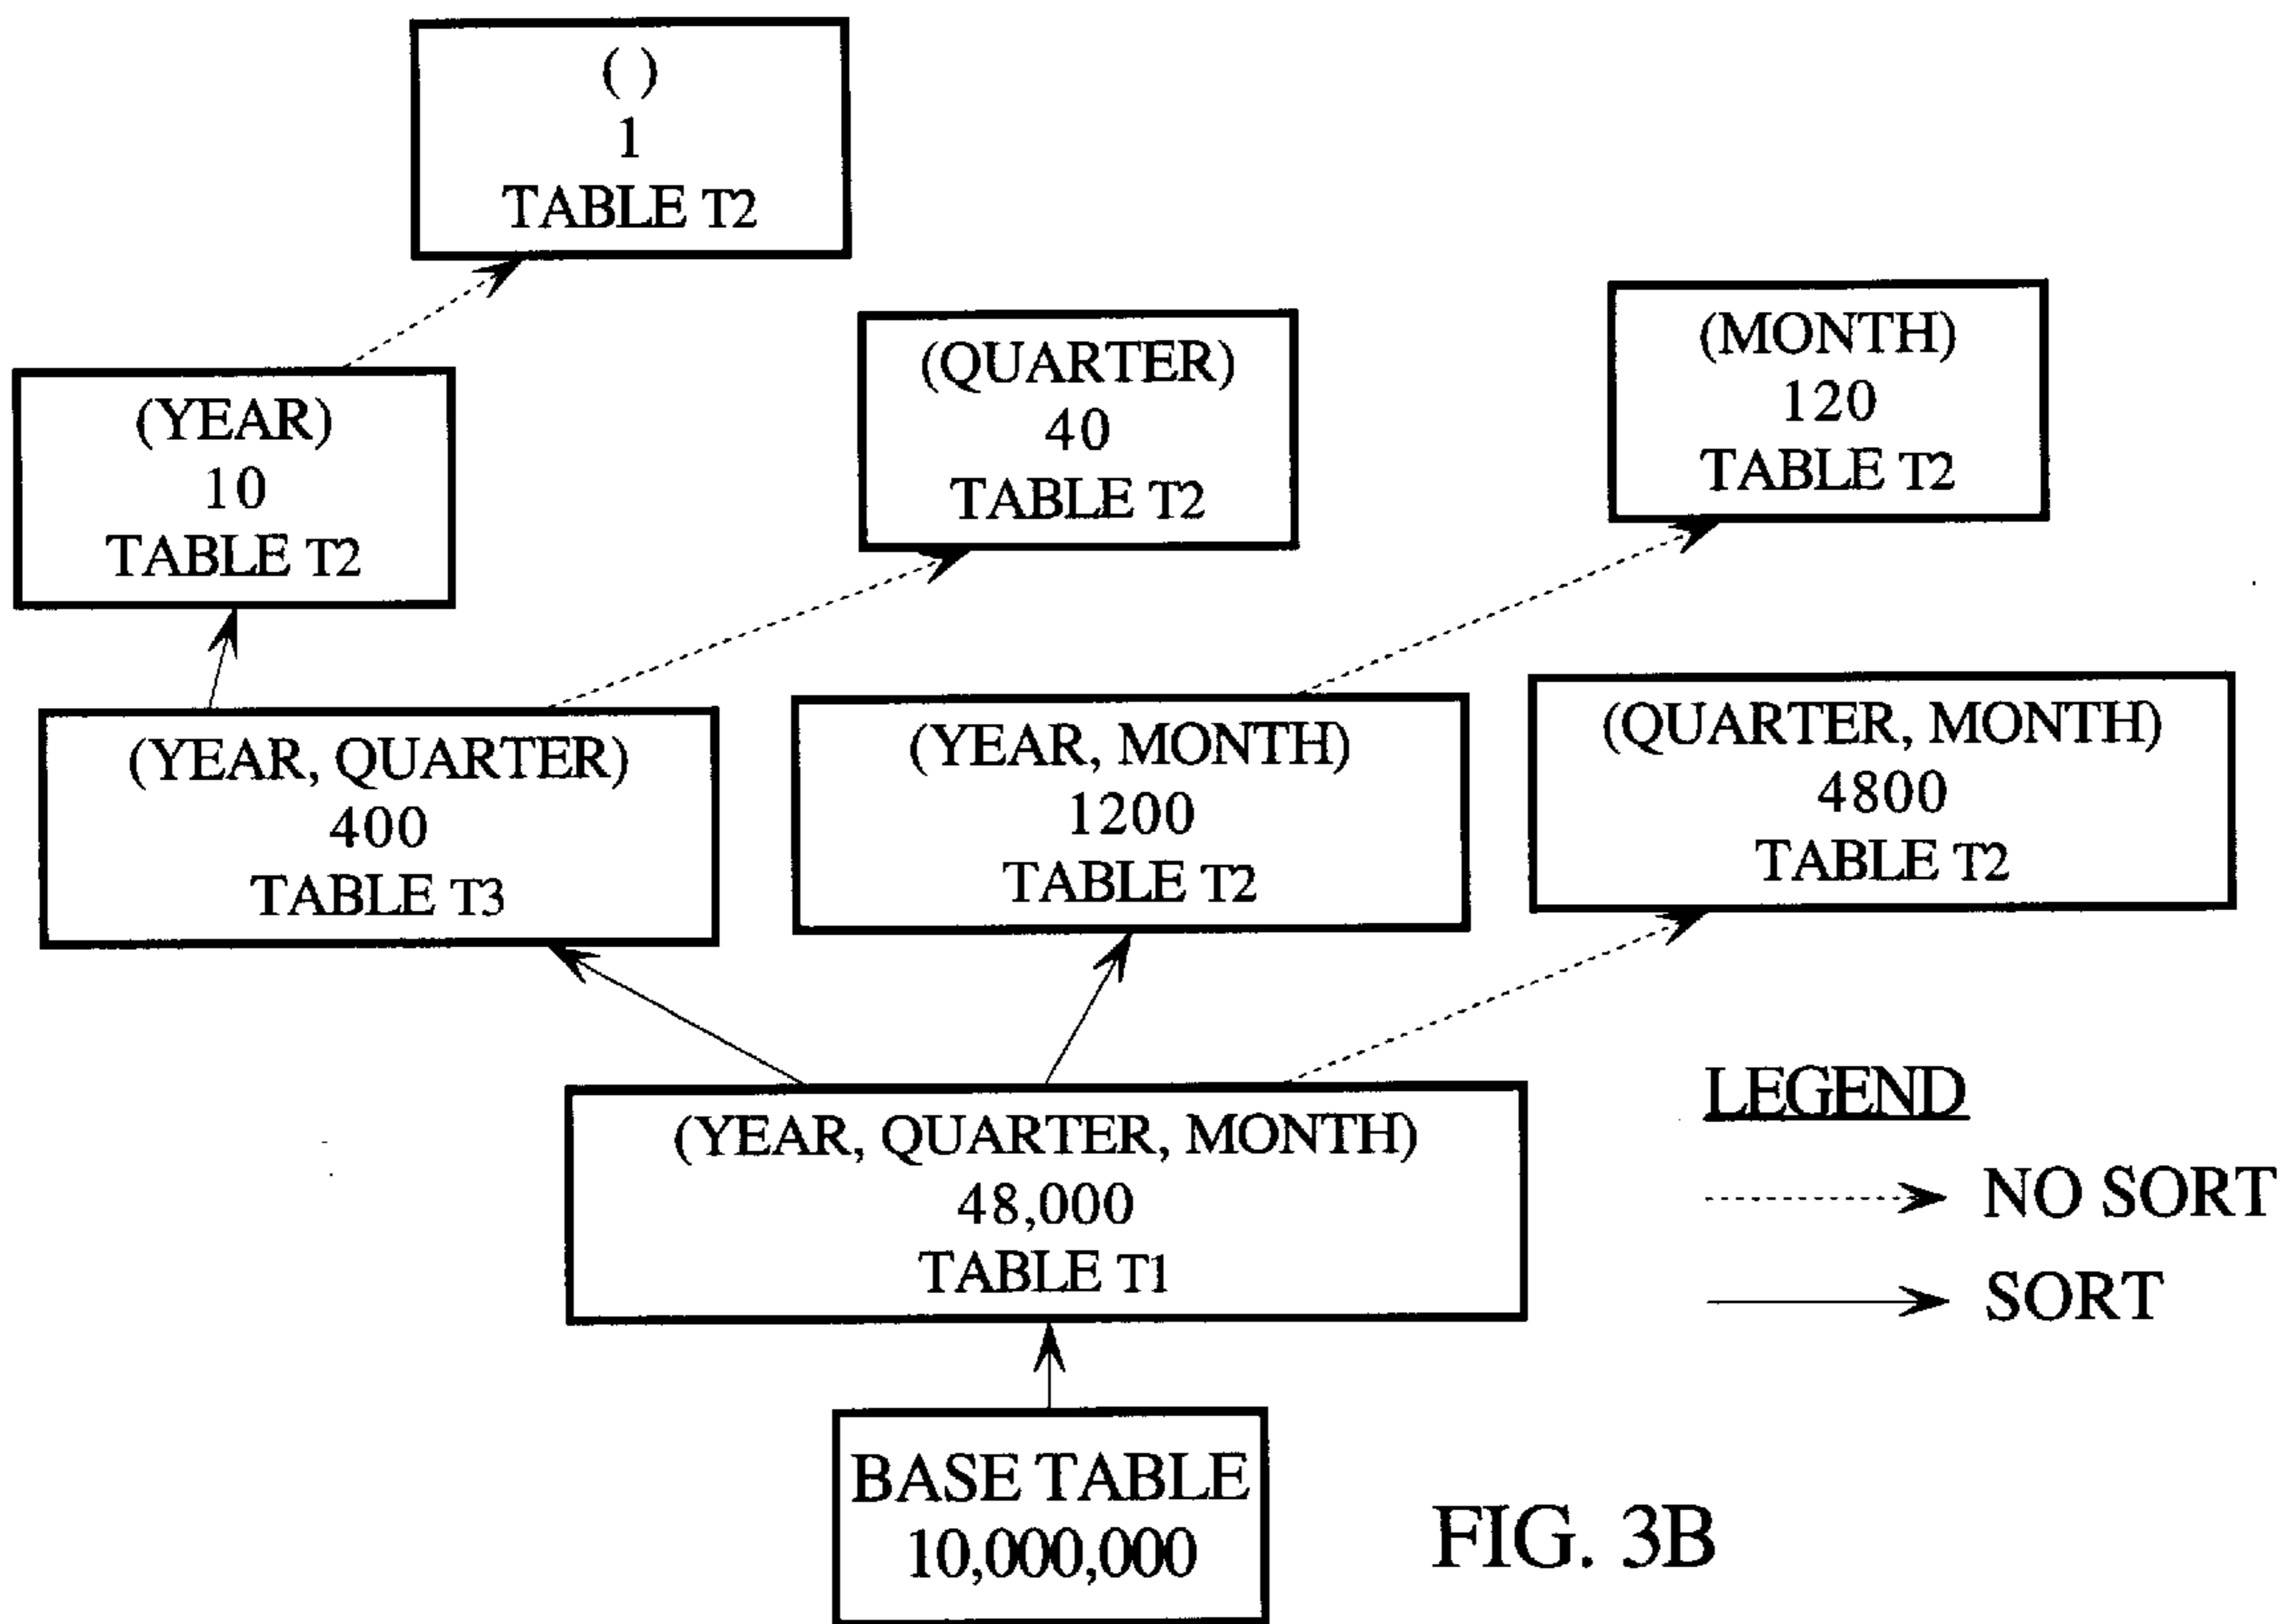 ( )
1
TABLE T2
(YEAR)
10
TABLE T2
(QUARTER)
40
TABLE T2
(MONTH)
120
TABLE T2
(YEAR, QUARTER)
400
TABLE T3
(YEAR, MONTH)
1200
TABLE T2
(QUARTER, MONTH)
4800
TABLE T2
(YEAR, QUARTER, MONTH)
48,000
TABLE T1
LEGEND
NO SORT
SORT
BASE TABLE
10,000,000
FIG. 3B